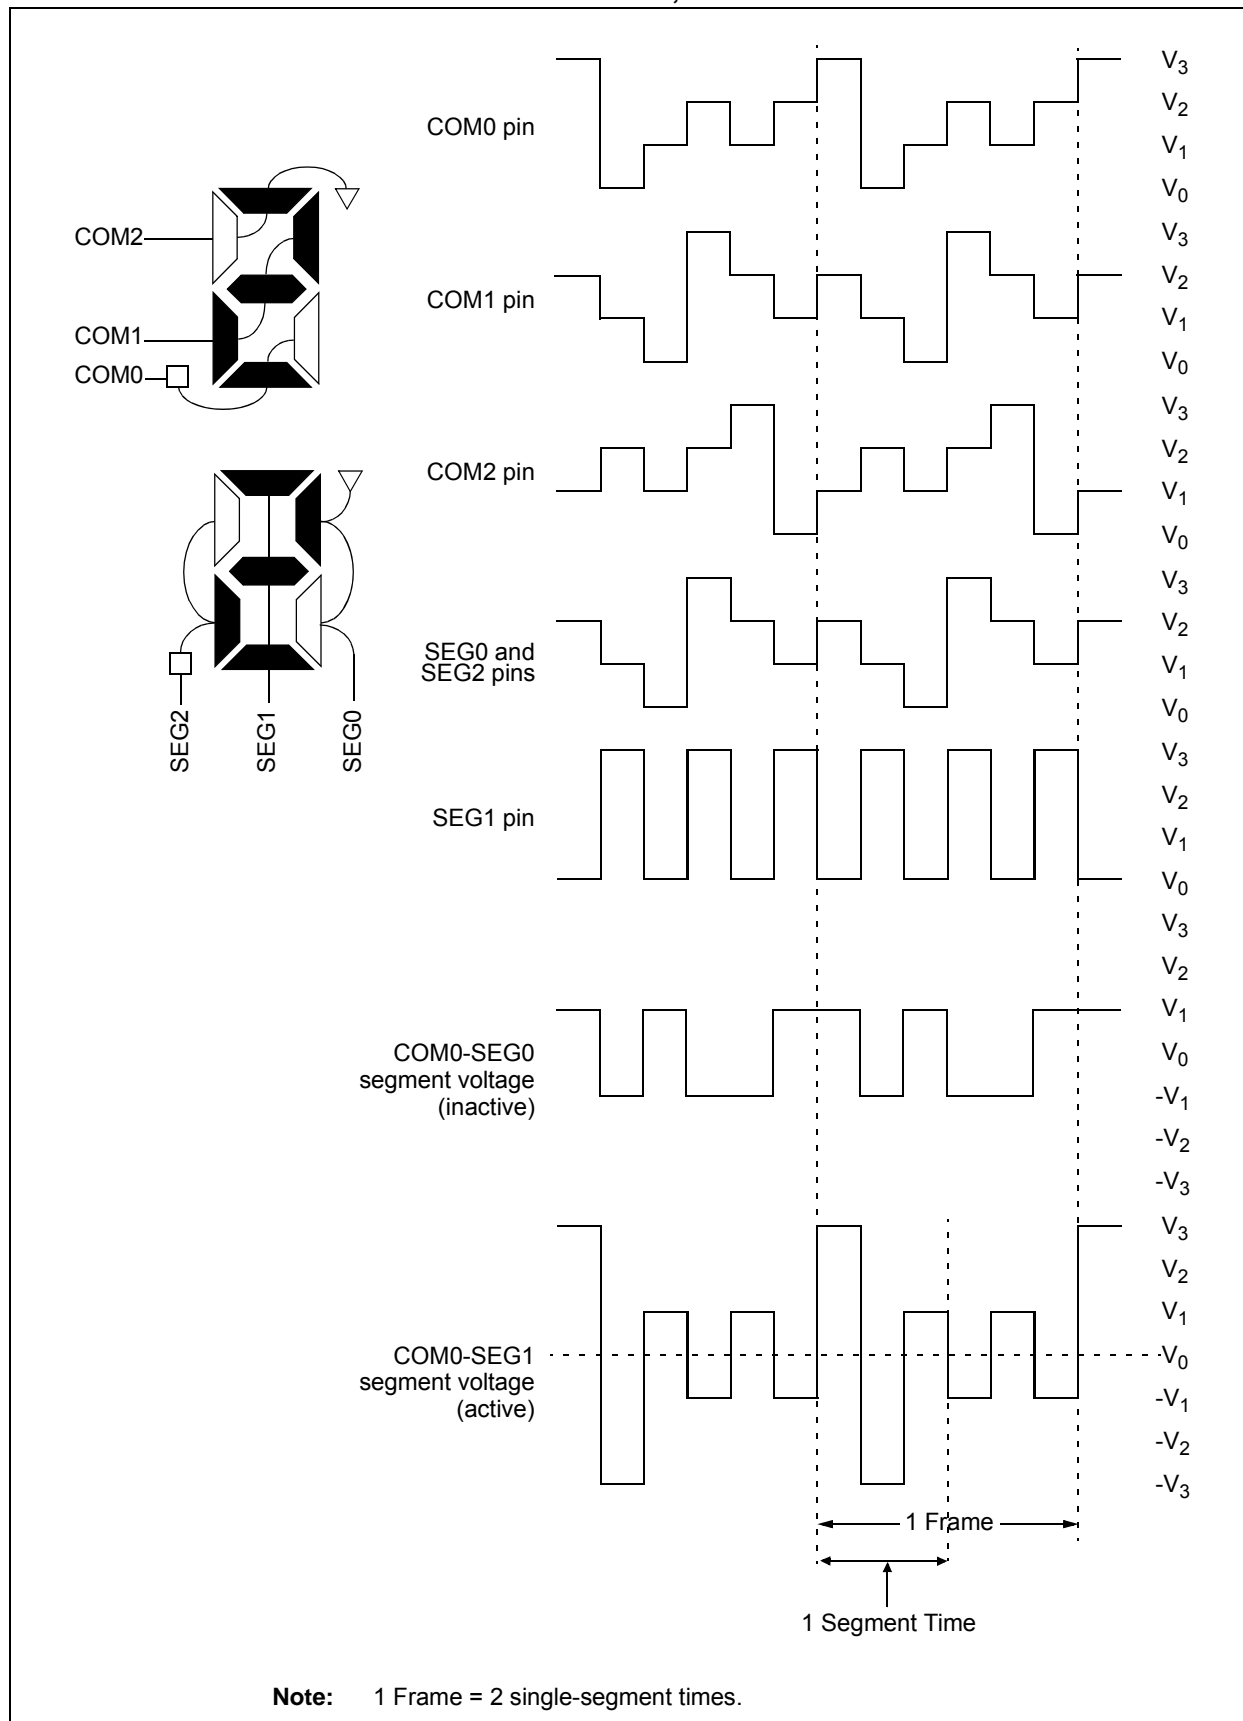 COM0 pin
V3
V2
V1
V0
COM2
COM1
COM0
COM1 pin
V3
V2
V1
V0
COM2 pin
V3
V2
V1
V0
SEG2
SEG1
SEG0
SEG0 and
SEG2 pins
V3
V2
V1
V0
SEG1 pin
V3
V2
V1
V0
COM0-SEG0
segment voltage
(inactive)
V3
V2
V1
V0
-V1
-V2
-V3
COM0-SEG1
segment voltage
(active)
V3
V2
V1
V0
-V1
-V2
-V3
1 Frame
1 Segment Time
Note: 1 Frame = 2 single-segment times.